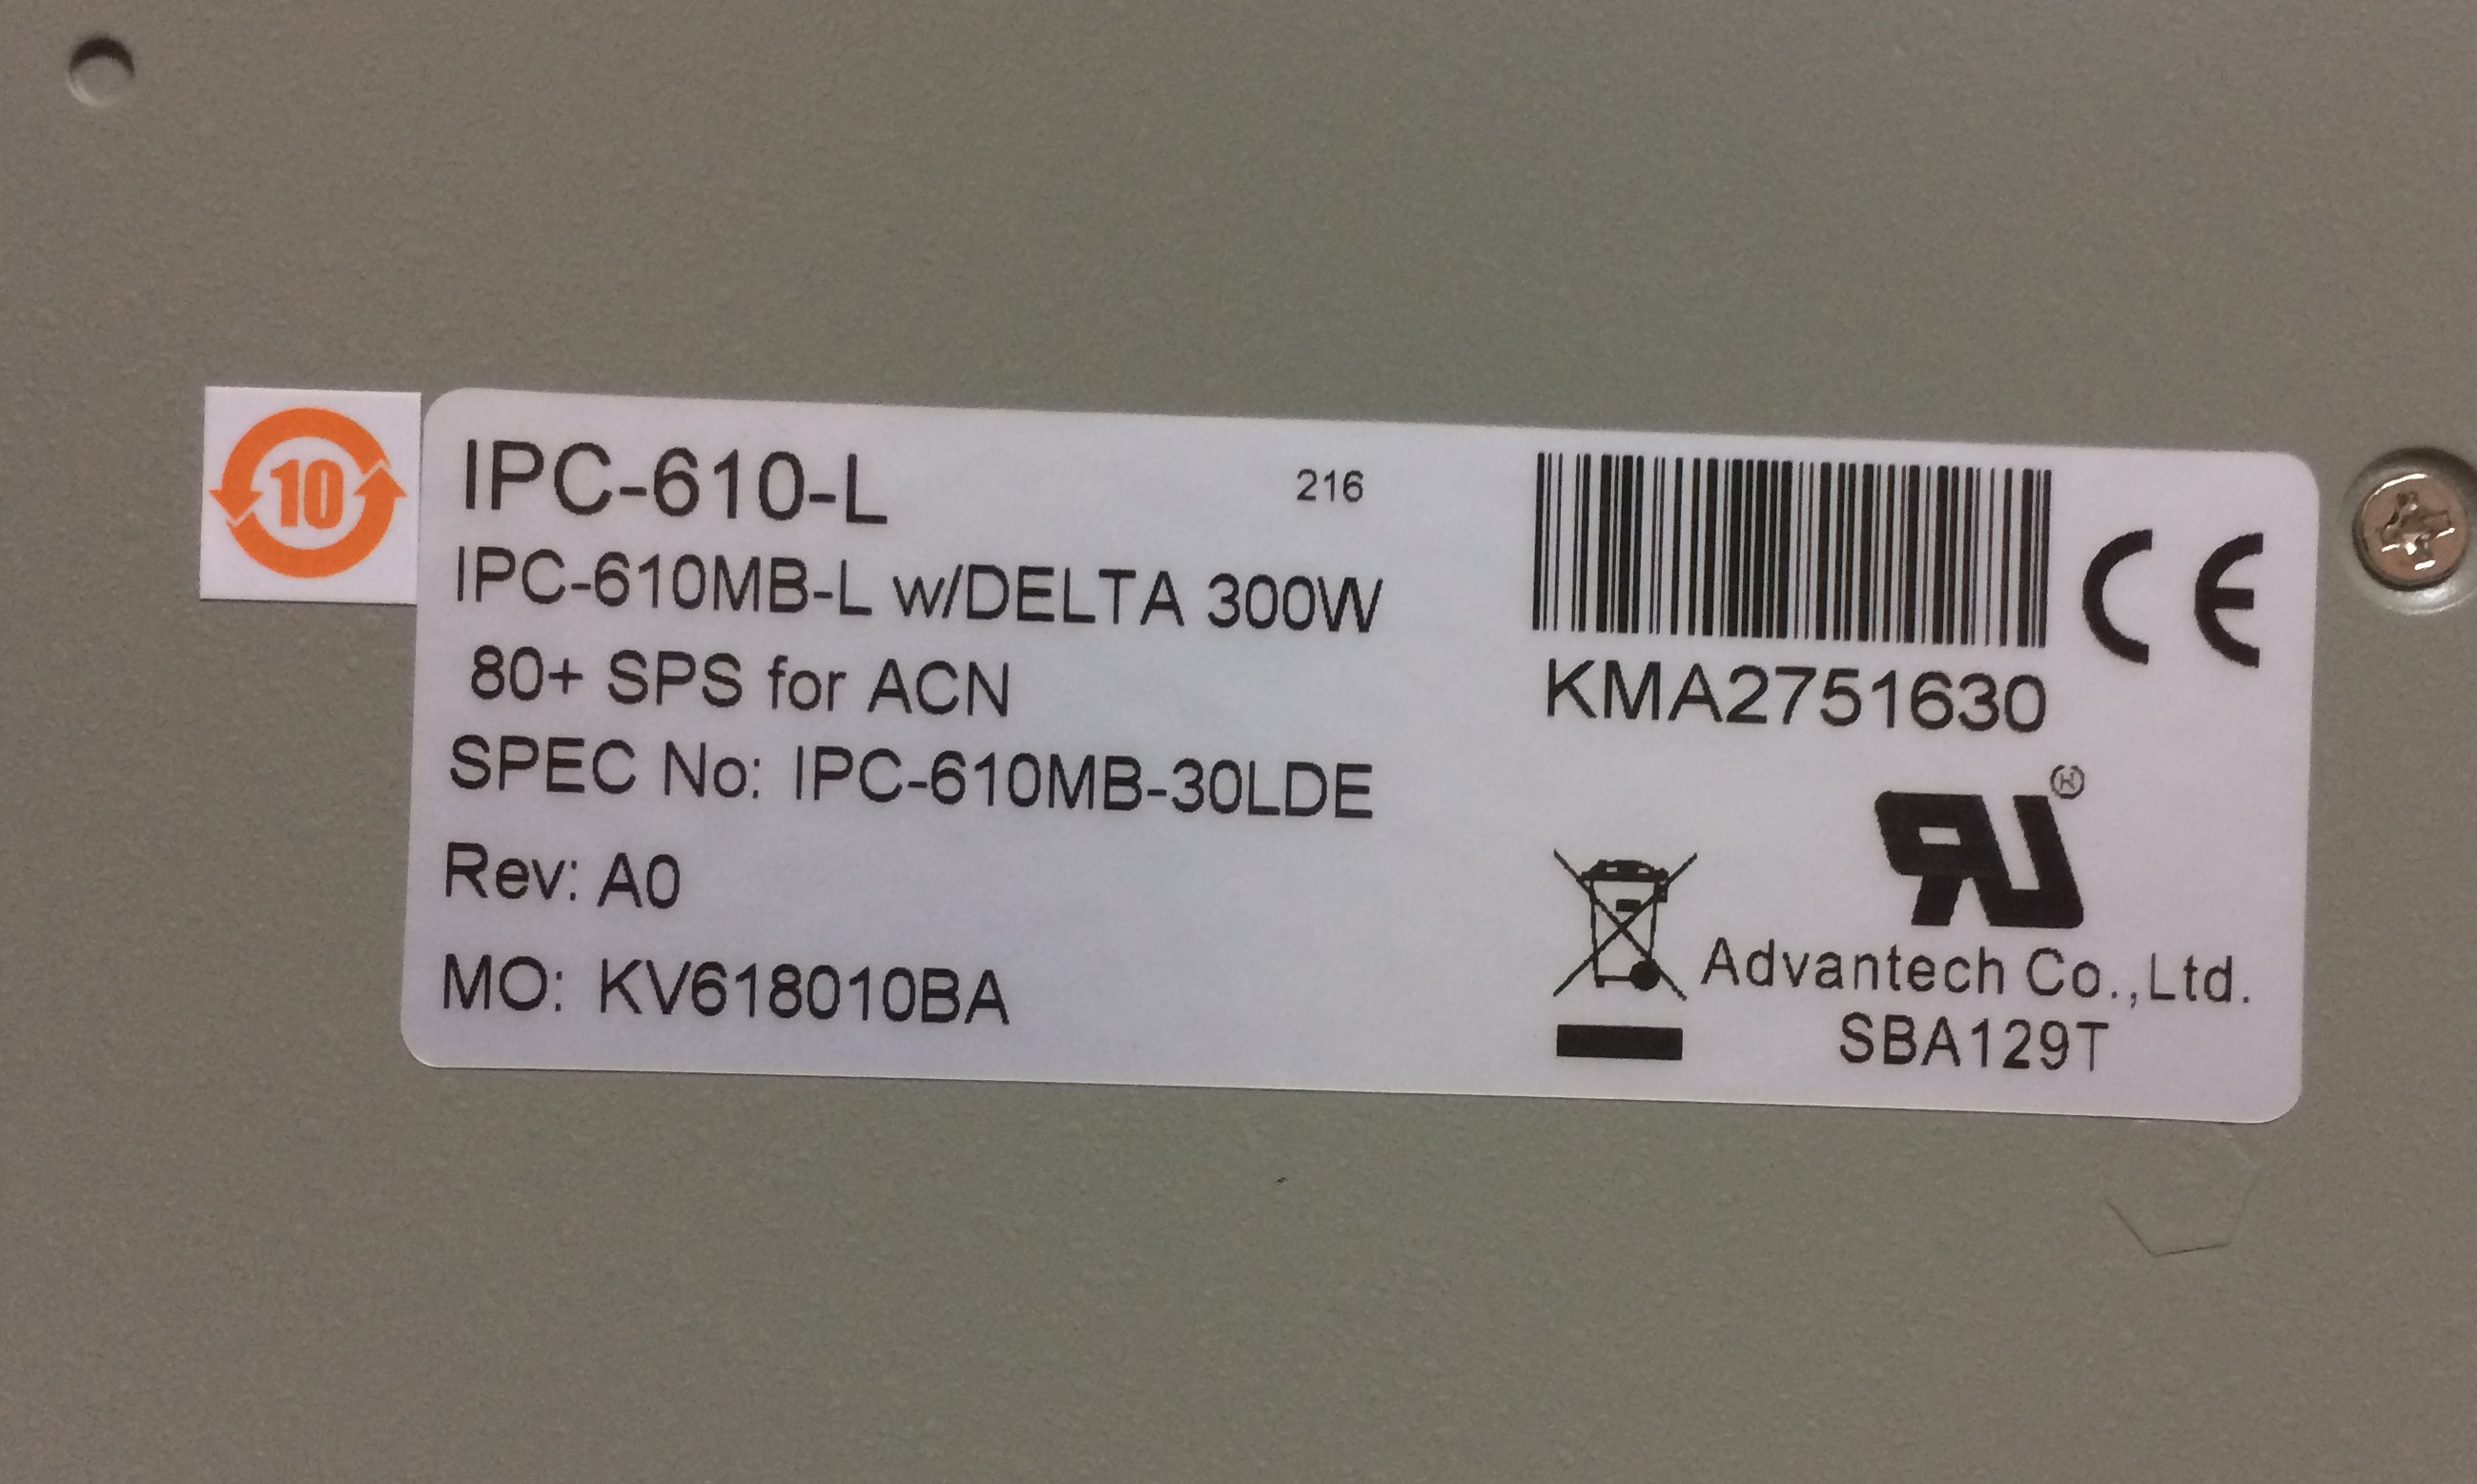 10
IPC-610-L
216
IPC-610MB-L w/DELTA 300W
80+ SPS for ACN
SPEC No: IPC-610MB-30LDE
Rev: A0
MO: KV618010BA
KMA2751630
CE
RU®
Advantech Co.,Ltd.
SBA129T